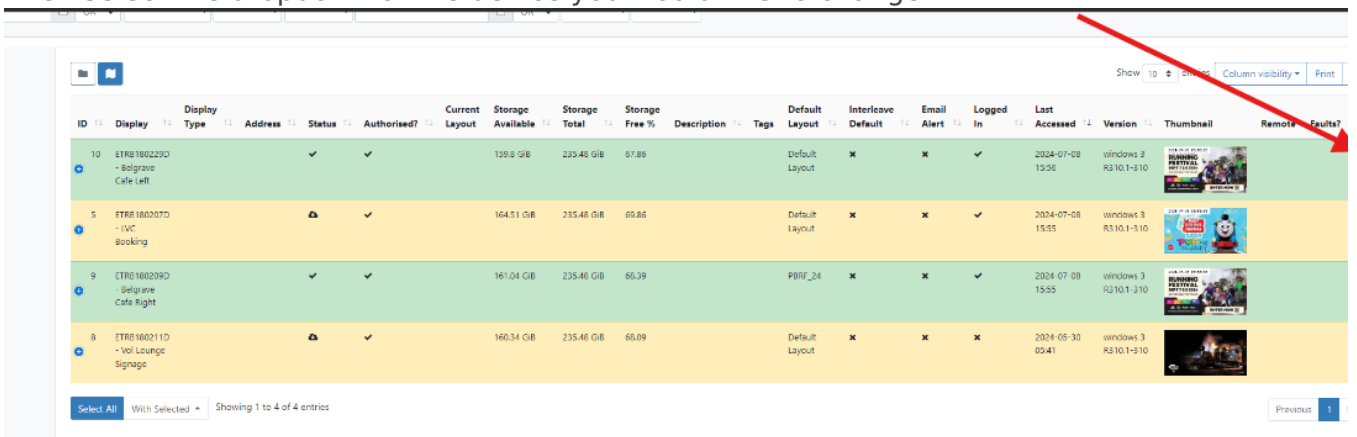 OR
OR
Show 10 entries Column visibility Print
ID Display Display Type Address Status Authorised? Current Layout Storage Available Storage Total Storage Free % Description Tags Default Layout Interleave Default Email Alert Logged In Last Accessed Version Thumbnail Remote Faults?
10 ETRB180229D - Belgrave Cafe Left 159.8 GiB 235.48 GiB 67.86 Default Layout 2024-07-08 15:56 windows 3 R310.1-310
RUNNING FESTIVAL
5 ETRB180207D - LVC Booking 164.51 GiB 235.48 GiB 69.86 Default Layout 2024-07-08 15:55 windows 3 R310.1-310
9 ETRB180209D - Belgrave Cafe Right 161.04 GiB 235.48 GiB 68.39 PBRF_24 2024-07-08 15:55 windows 3 R310.1-310
RUNNING FESTIVAL
8 ETRB180211D - Vol Lounge Signage 160.34 GiB 235.48 GiB 68.09 Default Layout 05:41 windows 3 R310.1-310
Select All With Selected Showing 1 to 4 of 4 entries
Previous 1